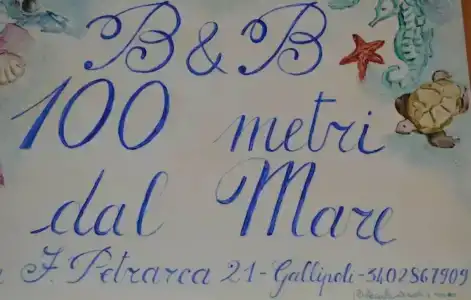 B & B
100 metri
dal Mare
F. Petrarca 21-Gallipoli-3402867909